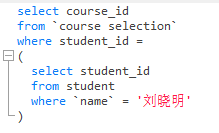 select course_id
from `course selection`
where student_id =
(
select student_id
from student
where `name` = '刘晓明'
)